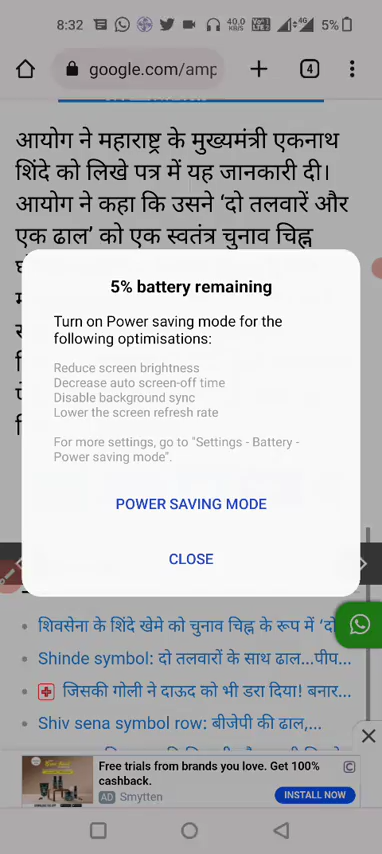 8:32
40.0
KB/S
4G
5%
google.com/amp
4
आयोग ने महाराष्ट्र के मुख्यमंत्री एकनाथ
शिंदे को लिखे पत्र में यह जानकारी दी।
आयोग ने कहा कि उसने ‘दो तलवारें और
एक ढाल’ को एक स्वतंत्र चुनाव चिह्न
5% battery remaining
Turn on Power saving mode for the
following optimisations:
Reduce screen brightness
Decrease auto screen-off time
Disable background sync
Lower the screen refresh rate
For more settings, go to "Settings - Battery -
Power saving mode".
POWER SAVING MODE
CLOSE
शिवसेना के शिंदे खेमे को चुनाव चिह्न के रूप में ‘दो
Shinde symbol: दो तलवारों के साथ ढाल...पीप...
जिसकी गोली ने दाऊद को भी डरा दिया! बनार...
Shiv sena symbol row: बीजेपी की ढाल,...
Free trials from brands you love. Get 100%
cashback.
AD Smytten
INSTALL NOW